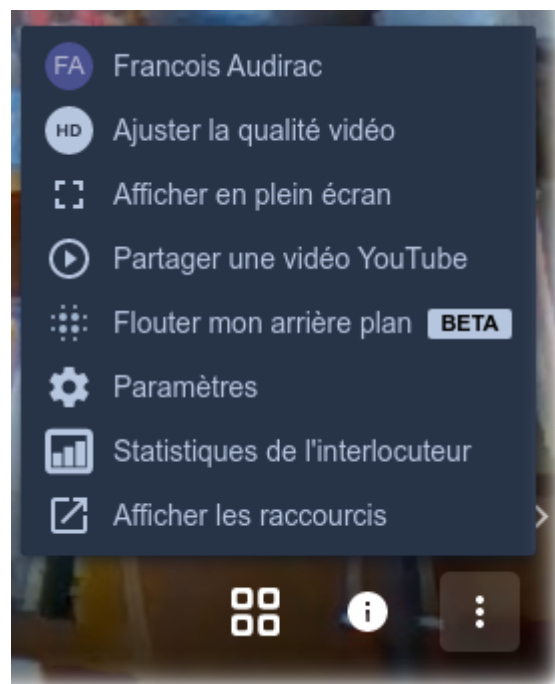 FA Francois Audirac
HD Ajuster la qualité vidéo
Afficher en plein écran
Partager une vidéo YouTube
Flouter mon arrière plan BETA
Paramètres
Statistiques de l'interlocuteur
Afficher les raccourcis